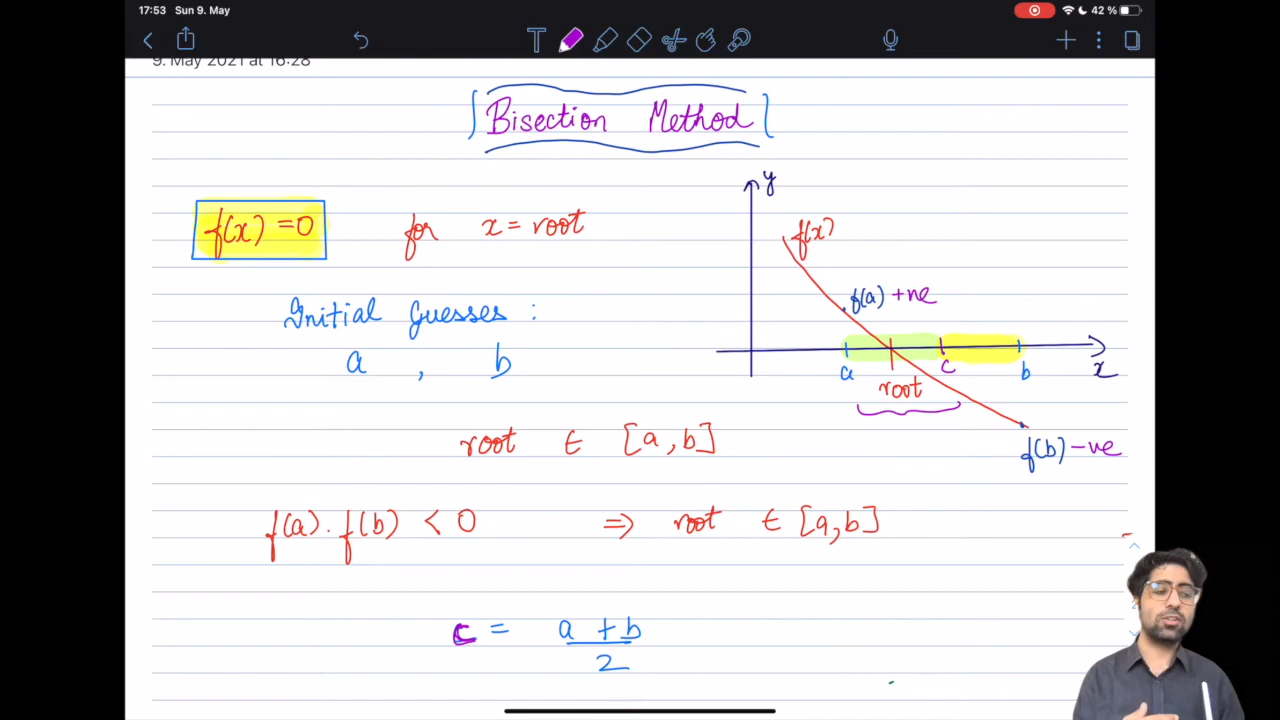 17:53 Sun 9. May 42 %
9. May 2021 at 16:28
Bisection Method
f(x) = 0 for x = root
Initial guesses :
a , b
root ∈ [a,b]
f(a). f(b) < 0 ⇒ root ∈ [a,b]
c = a + b
2
y
f(x)
f(a) +ve
a root c b x
f(b) -ve